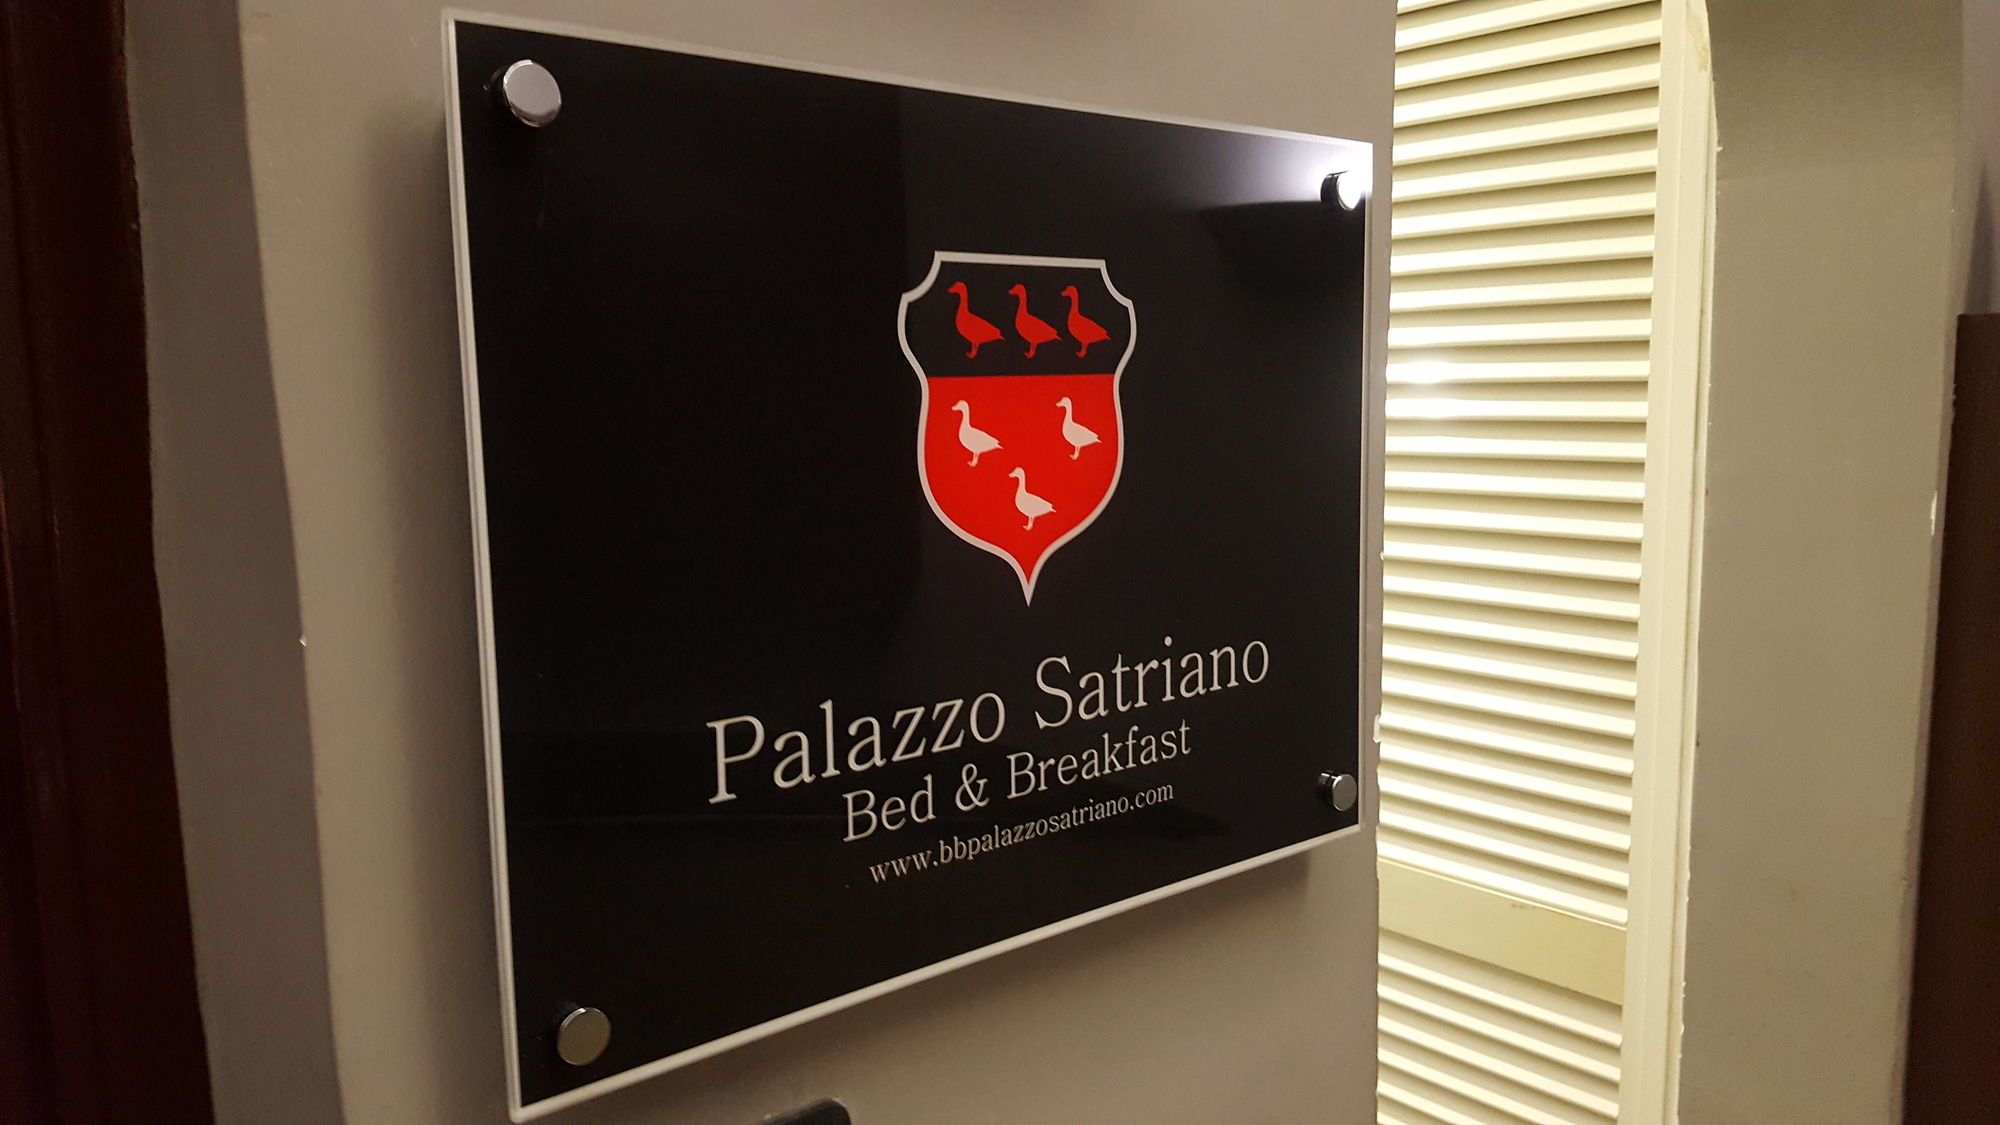 Palazzo Satriano
Bed & Breakfast
www.bbpalazzosatriano.com